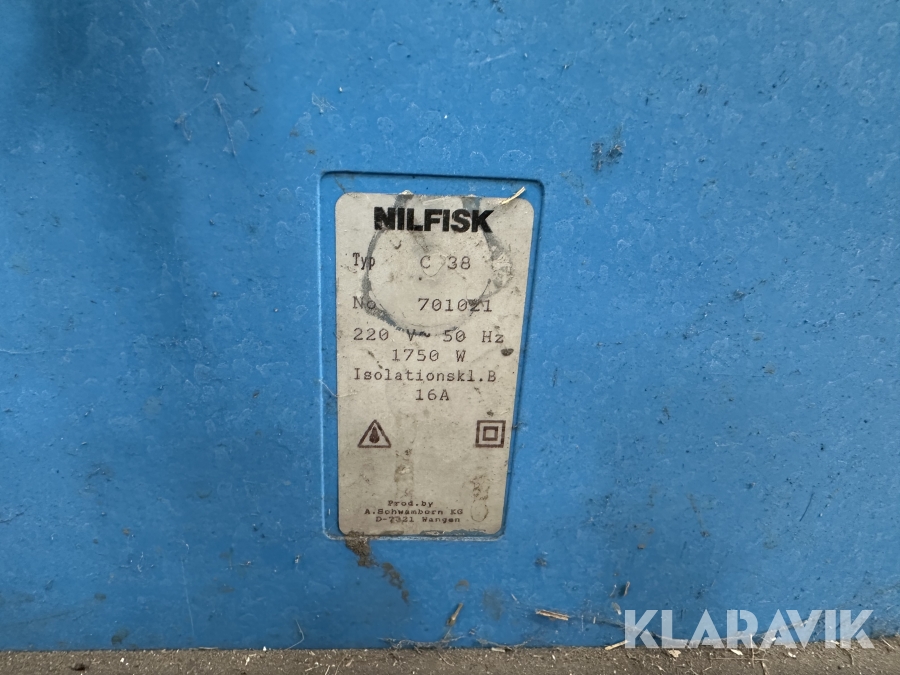 NILFISK
Typ C 38
No. 701021
220 V~ 50 Hz
1750 W
Isolationskl.B
16A
Prod.by
A.Schwamborn KG
D-7321 Wangen
KLARAVIK